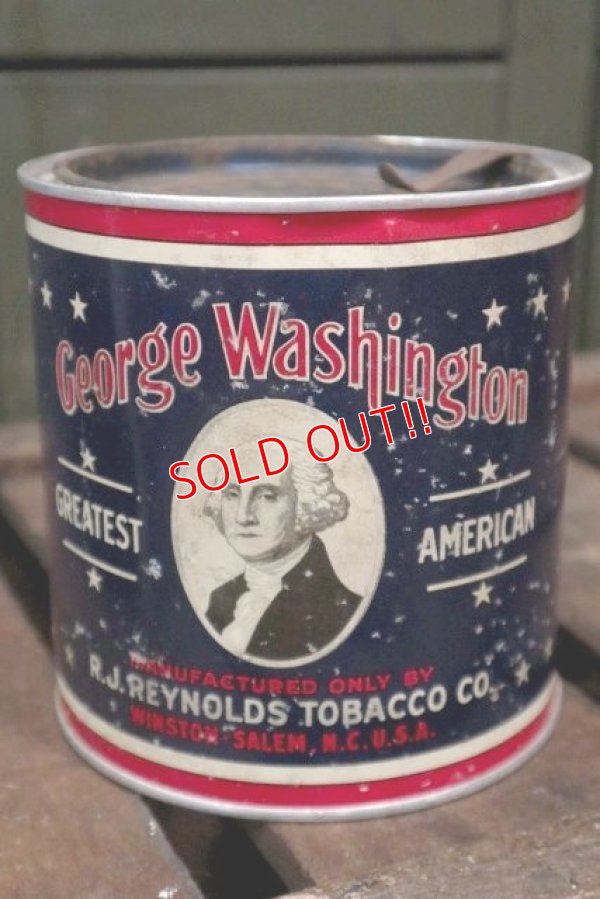 George Washington
SOLD OUT!!
GREATEST
AMERICAN
MANUFACTURED ONLY BY
R.J. REYNOLDS TOBACCO CO.
WINSTON-SALEM, N.C. U.S.A.